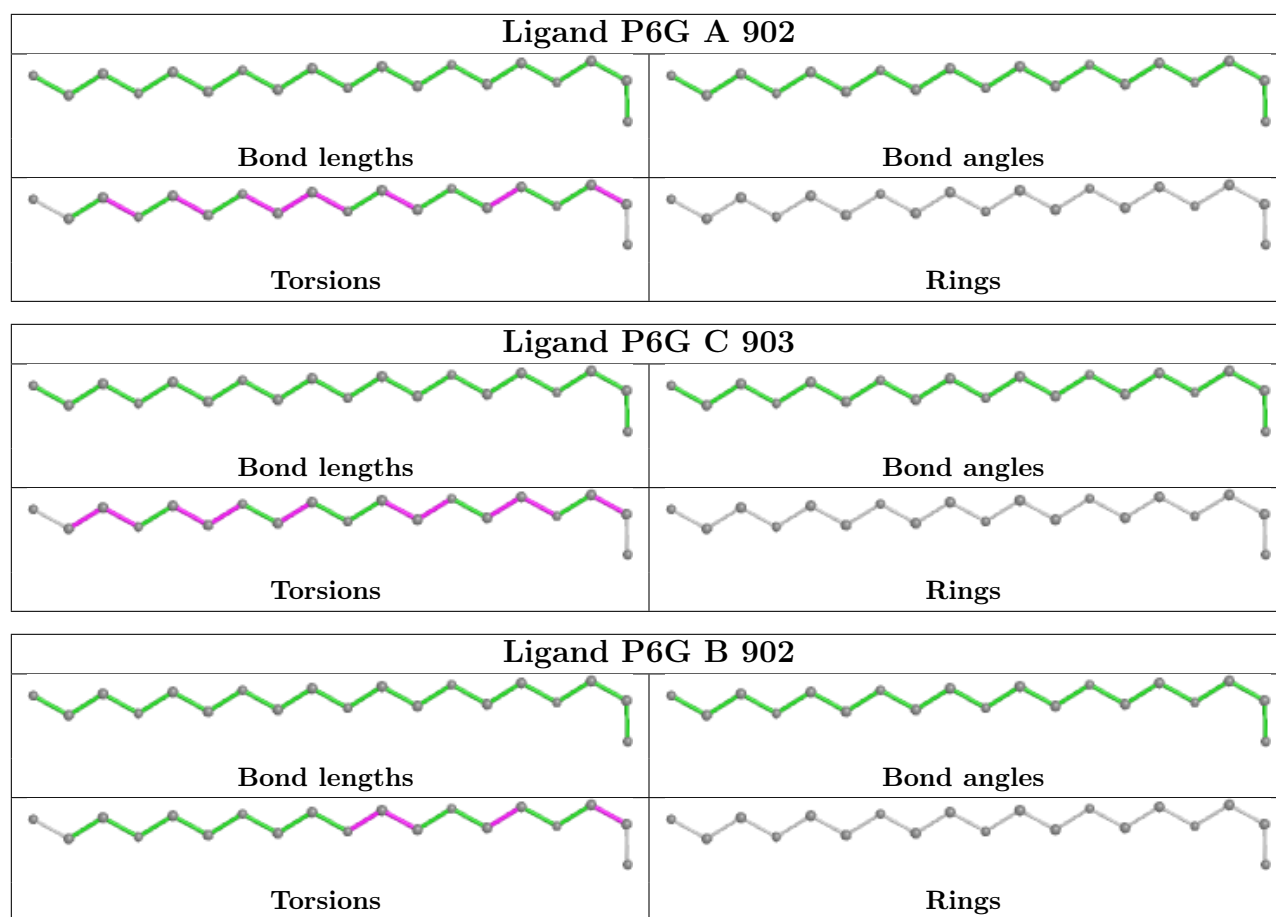 Ligand P6G A 902
Bond lengths Bond angles
Torsions Rings
Ligand P6G C 903
Bond lengths Bond angles
Torsions Rings
Ligand P6G B 902
Bond lengths Bond angles
Torsions Rings